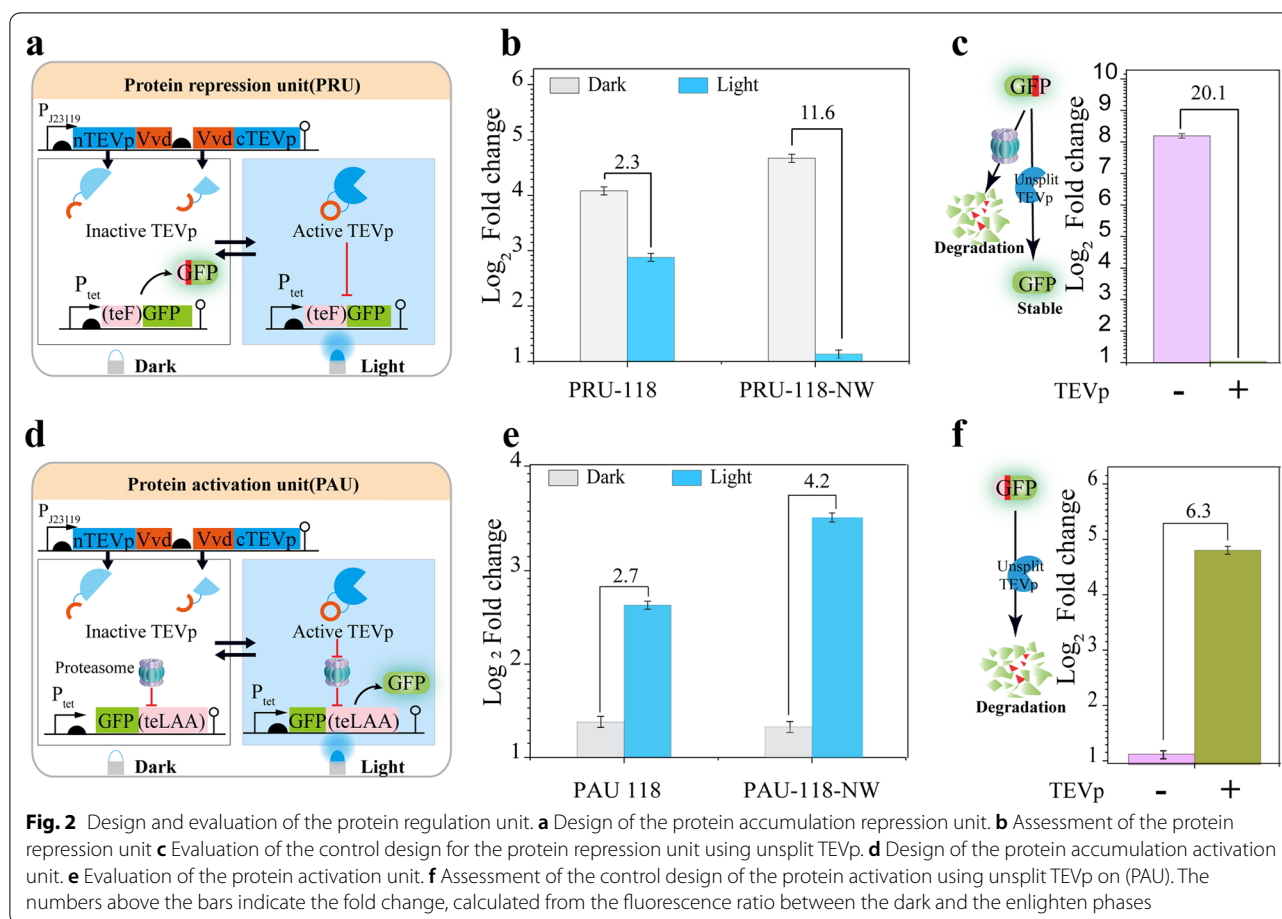 a
Protein repression unit(PRU)
P J23119
nTEVp Vvd Vvd cTEVp
Inactive TEVp
Active TEVp
GFP
P tet
(teF) GFP
P tet
(teF) GFP
Dark
Light
b
Log2 Fold change
6
5
4
3
2
1
Dark
Light
2.3
11.6
PRU-118
PRU-118-NW
c
GFP
Unsplit
TEVp
Degradation
GFP
Stable
Log2 Fold change
10
9
8
7
6
5
4
3
2
1
20.1
TEVp - +
d
Protein activation unit(PAU)
P J23119
nTEVp Vvd Vvd cTEVp
Inactive TEVp
Active TEVp
Proteasome
GFP
P tet
GFP (teLAA)
P tet
GFP (teLAA)
Dark
Light
e
Log 2 Fold change
4
3
2
1
Dark
Light
2.7
4.2
PAU 118
PAU-118-NW
f
GFP
Unsplit
TEVp
Degradation
Log2 Fold change
6
5
4
3
2
1
6.3
TEVp - +
Fig. 2 Design and evaluation of the protein regulation unit. a Design of the protein accumulation repression unit. b Assessment of the protein
repression unit c Evaluation of the control design for the protein repression unit using unsplit TEVp. d Design of the protein accumulation activation
unit. e Evaluation of the protein activation unit. f Assessment of the control design of the protein activation using unsplit TEVp on (PAU). The
numbers above the bars indicate the fold change, calculated from the fluorescence ratio between the dark and the enlighten phases